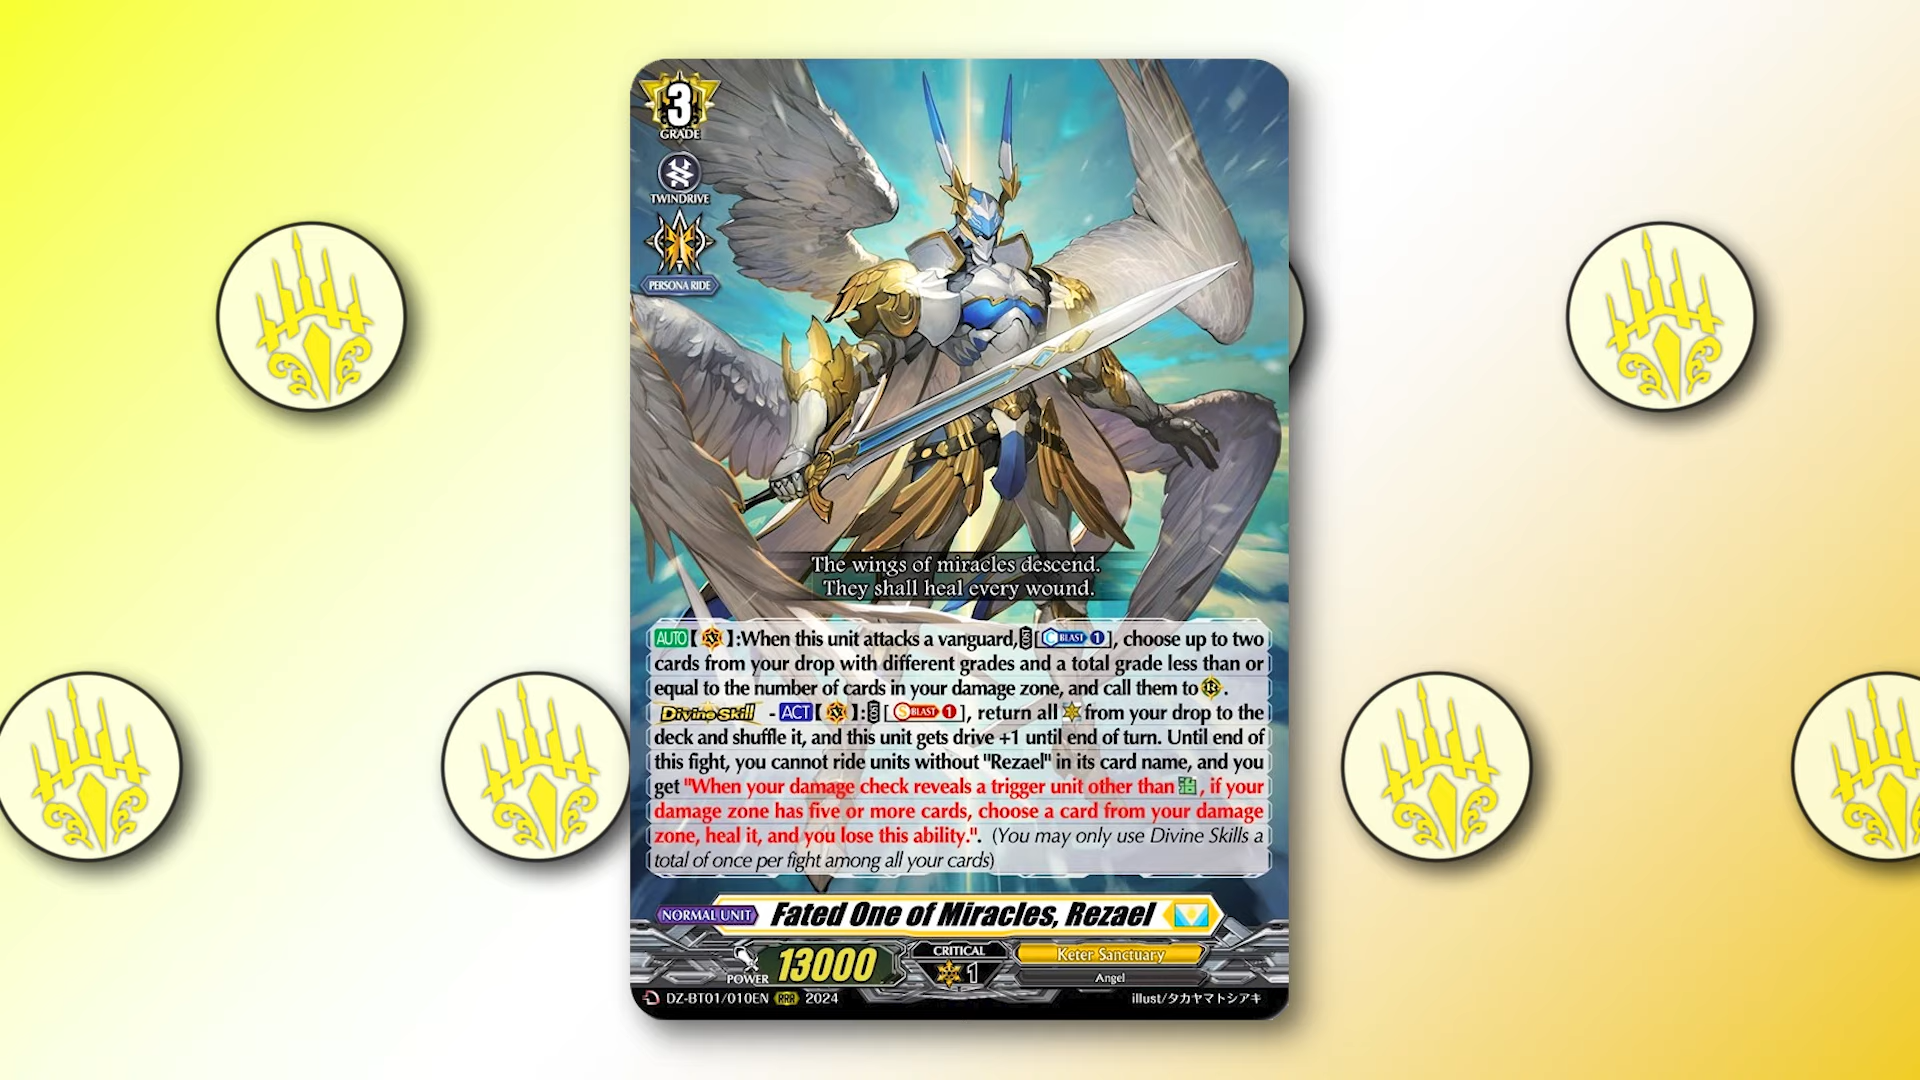 3
GRADE
TWINDRIVE
PERSONA RIDE
The wings of miracles descend.
They shall heal every wound.
AUTO【V】:When this unit attacks a vanguard, COST [C BLAST 1], choose up to two
cards from your drop with different grades and a total grade less than or
equal to the number of cards in your damage zone, and call them to R.
Divine Skill - ACT【V】:COST [S BLAST 1], return all from your drop to the
deck and shuffle it, and this unit gets drive +1 until end of turn. Until end of
this fight, you cannot ride units without "Rezael" in its card name, and you
get "When your damage check reveals a trigger unit other than 治, if your
damage zone has five or more cards, choose a card from your damage
zone, heal it, and you lose this ability.". (You may only use Divine Skills a
total of once per fight among all your cards)
NORMAL UNIT Fated One of Miracles, Rezael
POWER 13000 CRITICAL 1 Keter Sanctuary
Angel
D DZ-BT01/010EN RRR 2024 illust/タカヤマトシアキ